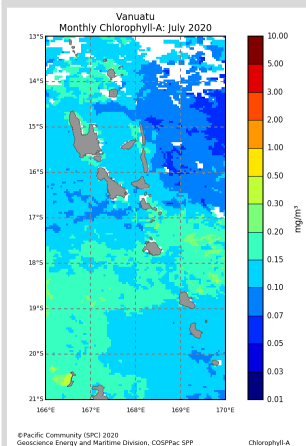 Vanuatu
Monthly Chlorophyll-A: July 2020
13°S
14°S
15°S
16°S
17°S
18°S
19°S
20°S
21°S
166°E 167°E 168°E 169°E 170°E
10.00
5.00
3.00
2.00
1.00
0.50
0.30
0.20
0.15
0.10
0.07
0.05
0.03
0.01
mg/m³
©Pacific Community (SPC) 2020
Geoscience Energy and Maritime Division, COSPPac SPP
Chlorophyll-A